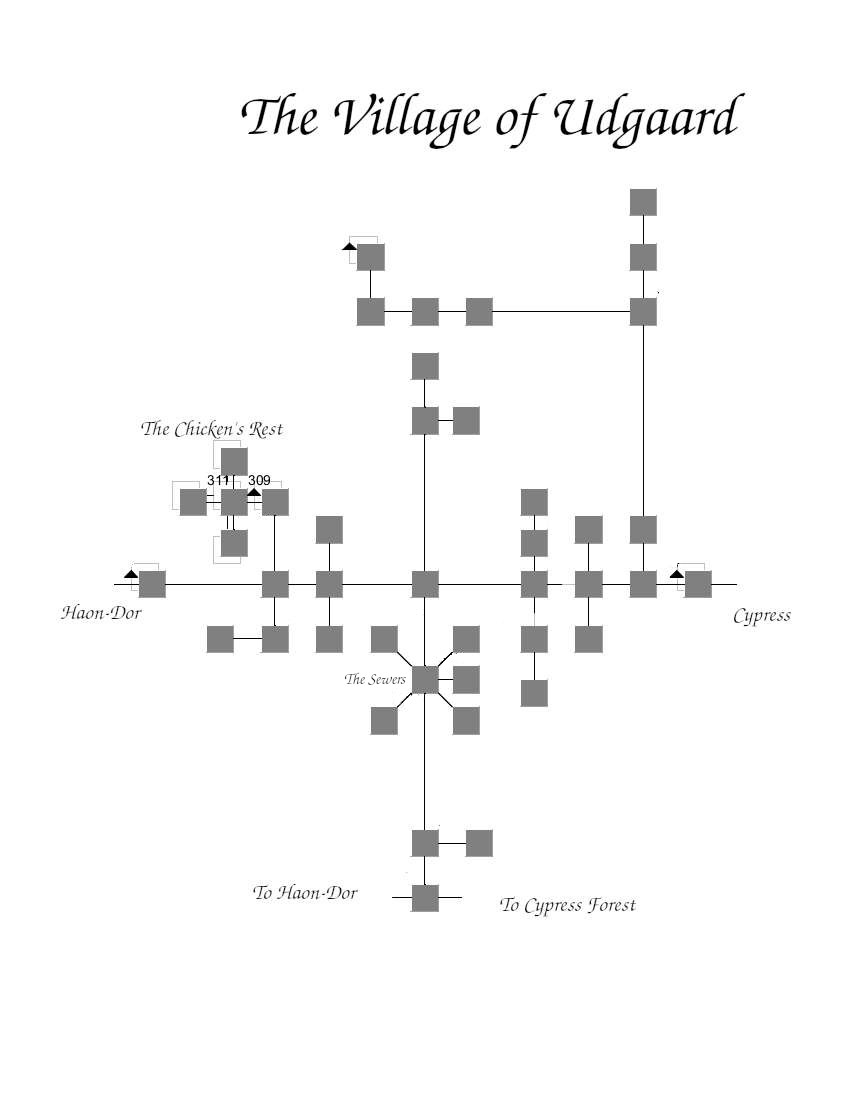 The Village of Udgaard
The Chicken's Rest
311 309
Haon-Dor
Cypress
The Sewers
To Haon-Dor
To Cypress Forest